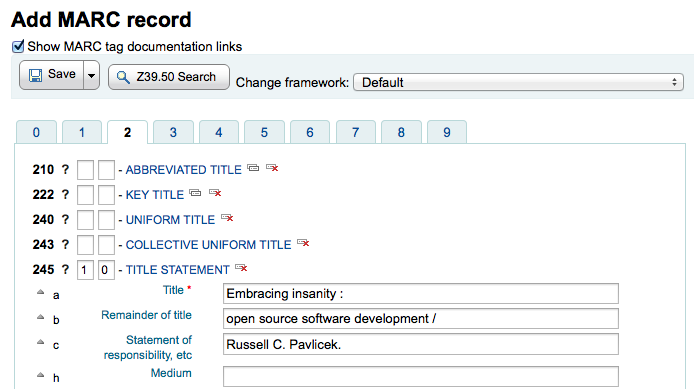 Add MARC record
Show MARC tag documentation links
Save Z39.50 Search Change framework: Default
0 1 2 3 4 5 6 7 8 9
210 ? - ABBREVIATED TITLE
222 ? - KEY TITLE
240 ? - UNIFORM TITLE
243 ? - COLLECTIVE UNIFORM TITLE
245 ? 1 0 - TITLE STATEMENT
a Title * Embracing insanity :
b Remainder of title open source software development /
c Statement of responsibility, etc Russell C. Pavlicek.
h Medium